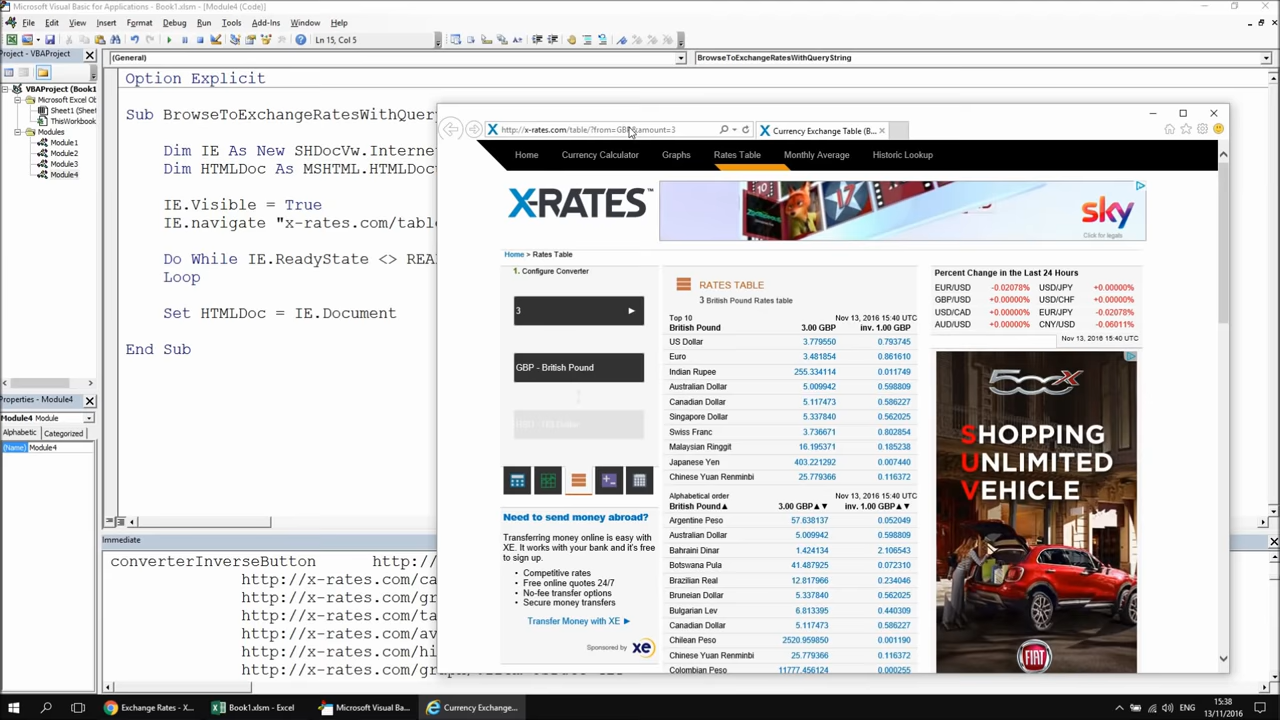 Microsoft Visual Basic for Applications - Book1.xlsm - [Module4 (Code)]
File Edit View Insert Format Debug Run Tools Add-Ins Window Help
Ln 15, Col 5
Project - VBAProject
(General)
BrowseToExchangeRatesWithQueryString
VBAProject (Book1
Microsoft Excel Ob
Sheet1 (Sheet
ThisWorkbook
Modules
Module1
Module2
Module3
Module4
Properties - Module4
Module4 Module
Alphabetic Categorized
(Name) Module4
Option Explicit
Sub BrowseToExchangeRatesWithQuery
Dim IE As New SHDocVw.Intern
Dim HTMLDoc As MSHTML.HTMLDoc
IE.Visible = True
IE.navigate "x-rates.com/table
Do While IE.ReadyState <> REA
Loop
Set HTMLDoc = IE.Document
End Sub
Immediate
converterInverseButton http:/
http://x-rates.com/ca
http://x-rates.com/gr
http://x-rates.com/ta
http://x-rates.com/av
http://x-rates.com/hi
http://x-rates.com/gr
http://x-rates.com/table/?from=GBP&amount=3
Currency Exchange Table (B...
Home Currency Calculator Graphs Rates Table Monthly Average Historic Lookup
X-RATES™
10 17
sky
Click for legals
Home > Rates Table
1. Configure Converter
3
GBP - British Pound
Need to send money abroad?
Transferring money online is easy with
XE. It works with your bank and it's free
to sign up.
Competitive rates
Free online quotes 24/7
No-fee transfer options
Secure money transfers
Transfer Money with XE
Sponsored by xe
RATES TABLE
3 British Pound Rates table
Top 10 Nov 13, 2016 15:40 UTC
British Pound 3.00 GBP inv. 1.00 GBP
US Dollar 3.779550 0.793745
Euro 3.481854 0.861610
Indian Rupee 255.334114 0.011749
Australian Dollar 5.009942 0.598809
Canadian Dollar 5.117473 0.586227
Singapore Dollar 5.337840 0.562025
Swiss Franc 3.736671 0.802854
Malaysian Ringgit 16.195371 0.185238
Japanese Yen 403.221292 0.007440
Chinese Yuan Renminbi 25.779366 0.116372
Alphabetical order Nov 13, 2016 15:40 UTC
British Pound▲ 3.00 GBP▲▼ inv. 1.00 GBP▲▼
Argentine Peso 57.638137 0.052049
Australian Dollar 5.009942 0.598809
Bahraini Dinar 1.424134 2.106543
Botswana Pula 41.487925 0.072310
Brazilian Real 12.817966 0.234046
Bruneian Dollar 5.337840 0.562025
Bulgarian Lev 6.813395 0.440309
Canadian Dollar 5.117473 0.586227
Chilean Peso 2520.959850 0.001190
Chinese Yuan Renminbi 25.779366 0.116372
Colombian Peso 11777.456124 0.000255
Percent Change in the Last 24 Hours
EUR/USD -0.02078% USD/JPY +0.00000%
GBP/USD +0.00000% USD/CHF +0.00000%
USD/CAD +0.00000% EUR/JPY -0.02078%
AUD/USD +0.00000% CNY/USD -0.06011%
Nov 13, 2016 15:40 UTC
500X
SHOPPING
UNLIMITED
VEHICLE
FIAT
Exchange Rates - X... Book1.xlsm - Excel Microsoft Visual Bas... Currency Exchange...
ENG
15:38
13/11/2016